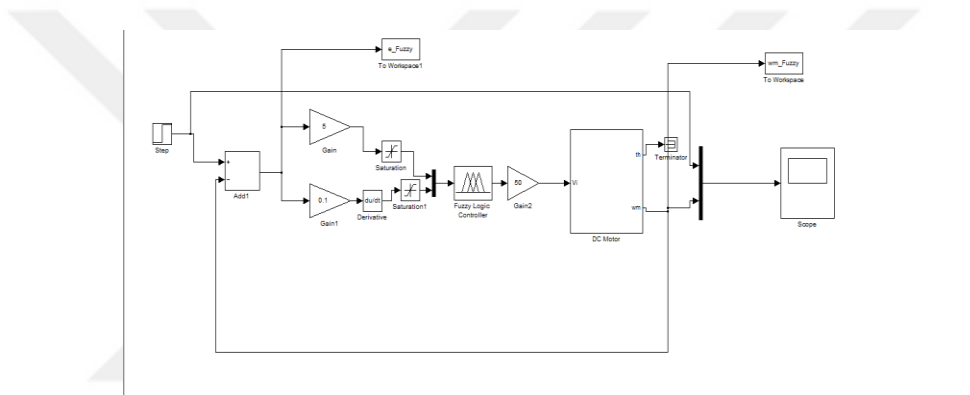 e_Fuzzy
To Workspace1
wm_Fuzzy
To Workspace
Step
5
Gain
Saturation
th
Terminator
+
−
Add1
0.1
Gain1
du/dt
Derivative
Saturation1
Fuzzy Logic
Controller
50
Gain2
Vi
wm
DC Motor
Scope